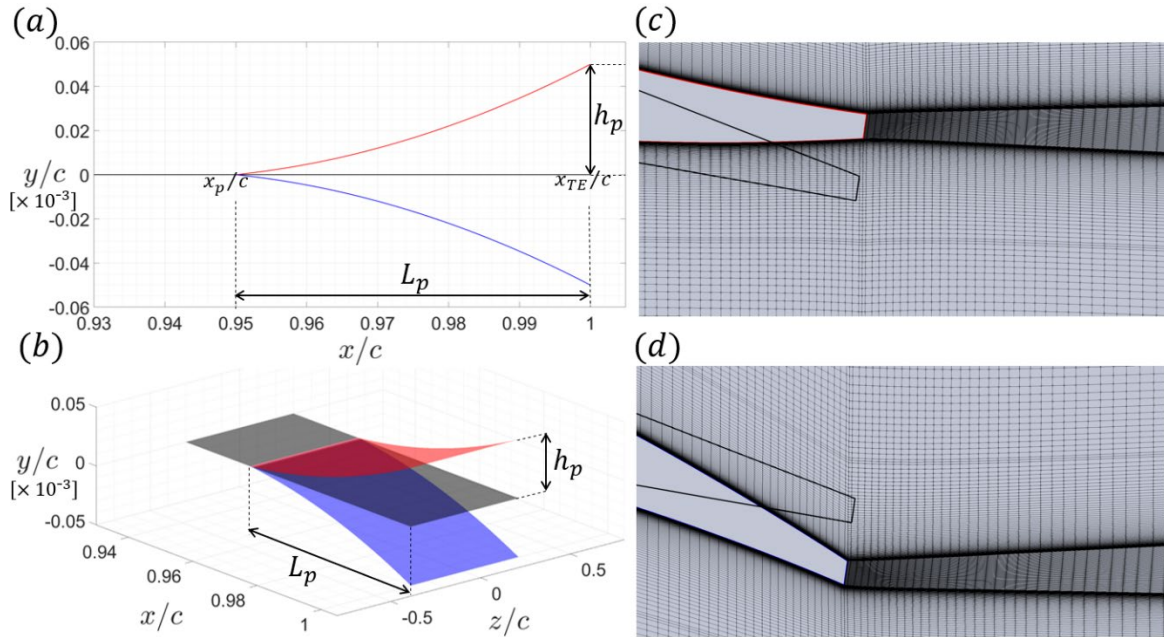 (a)
0.06
0.04
0.02
0
-0.02
-0.04
-0.06
y/c
[× 10⁻³]
x_p/c
x_TE/c
h_p
L_p
0.93 0.94 0.95 0.96 0.97 0.98 0.99 1
x/c
(b)
0.05
0
-0.05
y/c
[× 10⁻³]
h_p
L_p
0.94
0.96
0.98
1
x/c
-0.5
0
0.5
z/c
(c)
(d)